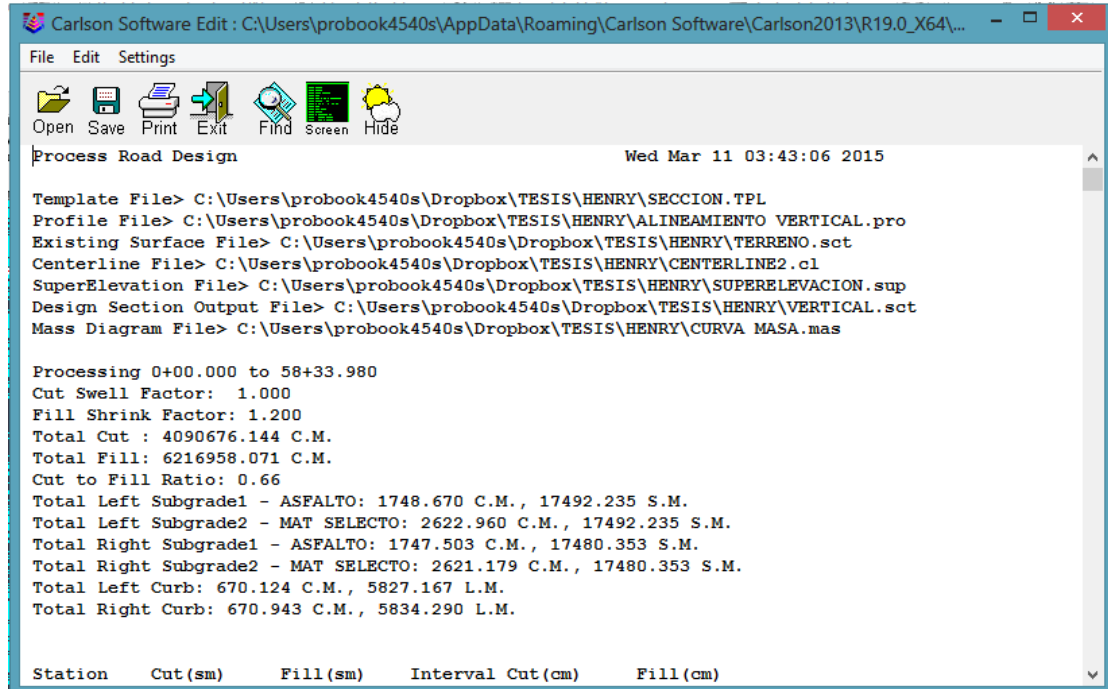 Carlson Software Edit : C:\Users\probook4540s\AppData\Roaming\Carlson Software\Carlson2013\R19.0_X64\...
File Edit Settings
Open Save Print Exit Find Screen Hide
Process Road Design Wed Mar 11 03:43:06 2015
Template File> C:\Users\probook4540s\Dropbox\TESIS\HENRY\SECCION.TPL
Profile File> C:\Users\probook4540s\Dropbox\TESIS\HENRY\ALINEAMIENTO VERTICAL.pro
Existing Surface File> C:\Users\probook4540s\Dropbox\TESIS\HENRY\TERRENO.sct
Centerline File> C:\Users\probook4540s\Dropbox\TESIS\HENRY\CENTERLINE2.cl
SuperElevation File> C:\Users\probook4540s\Dropbox\TESIS\HENRY\SUPERELEVACION.sup
Design Section Output File> C:\Users\probook4540s\Dropbox\TESIS\HENRY\VERTICAL.sct
Mass Diagram File> C:\Users\probook4540s\Dropbox\TESIS\HENRY\CURVA MASA.mas
Processing 0+00.000 to 58+33.980
Cut Swell Factor: 1.000
Fill Shrink Factor: 1.200
Total Cut : 4090676.144 C.M.
Total Fill: 6216958.071 C.M.
Cut to Fill Ratio: 0.66
Total Left Subgrade1 - ASFALTO: 1748.670 C.M., 17492.235 S.M.
Total Left Subgrade2 - MAT SELECTO: 2622.960 C.M., 17492.235 S.M.
Total Right Subgrade1 - ASFALTO: 1747.503 C.M., 17480.353 S.M.
Total Right Subgrade2 - MAT SELECTO: 2621.179 C.M., 17480.353 S.M.
Total Left Curb: 670.124 C.M., 5827.167 L.M.
Total Right Curb: 670.943 C.M., 5834.290 L.M.
Station Cut(sm) Fill(sm) Interval Cut(cm) Fill(cm)